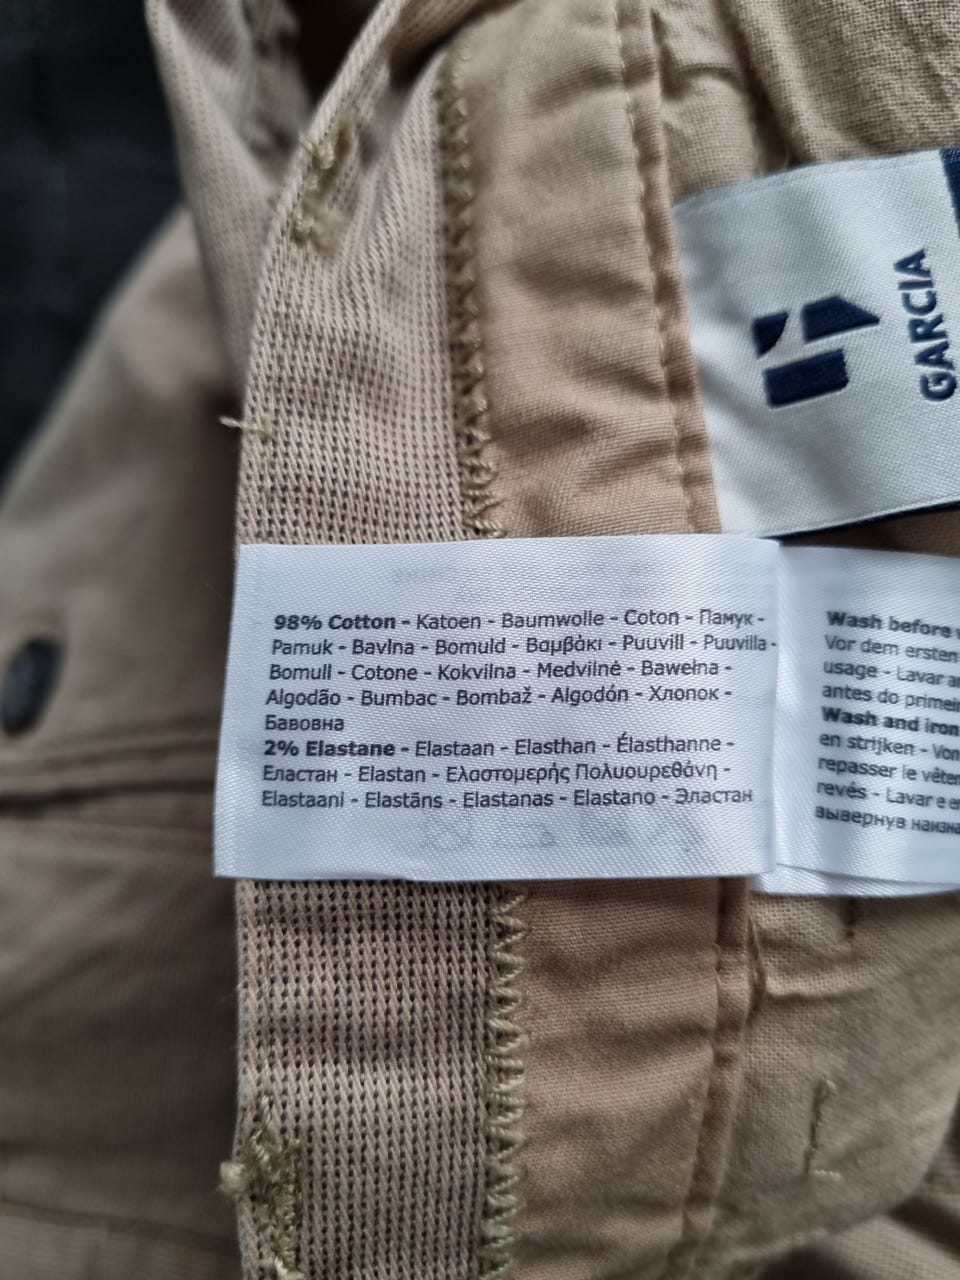 GARCIA
98% Cotton - Katoen - Baumwolle - Coton - Памук -
Pamuk - Bavlna - Bomuld - Βαμβάκι - Puuvill - Puuvilla -
Bomull - Cotone - Kokvilna - Medvilnė - Bawełna -
Algodão - Bumbac - Bombaž - Algodón - Хлопок -
Бавовна
2% Elastane - Elastaan - Elasthan - Élasthanne -
Еластан - Elastan - Ελαστομερής Πολυουρεθάνη -
Elastaani - Elastāns - Elastanas - Elastano - Эластан
Wash before
Vor dem ersten
usage - Lavar
antes do
Wash and iron
en strijken - Von
repasser le
revés - Lavar e
вывернув